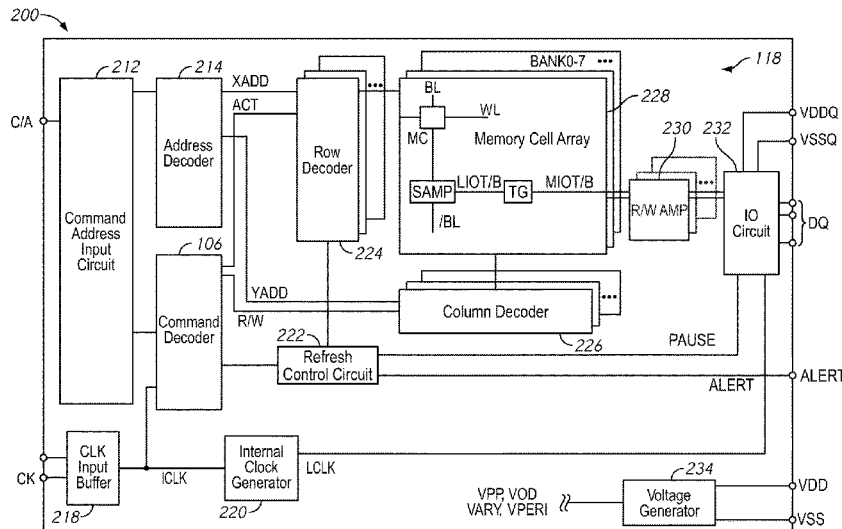 200
212
214
XADD
ACT
•••
BANK0-7 •••
118
228
230
232
C/A
Command
Address
Input
Circuit
Address
Decoder
Row
Decoder
224
BL
WL
MC
Memory Cell Array
SAMP
LIOT/B
TG
MIOT/B
/BL
R/W AMP
•••
IO
Circuit
VDDQ
VSSQ
DQ
106
Command
Decoder
YADD
R/W
Column Decoder
•••
226
222
Refresh
Control Circuit
PAUSE
ALERT
ALERT
CK
CLK
Input
Buffer
218
ICLK
Internal
Clock
Generator
220
LCLK
VPP, VOD
VARY, VPERI
234
Voltage
Generator
VDD
VSS